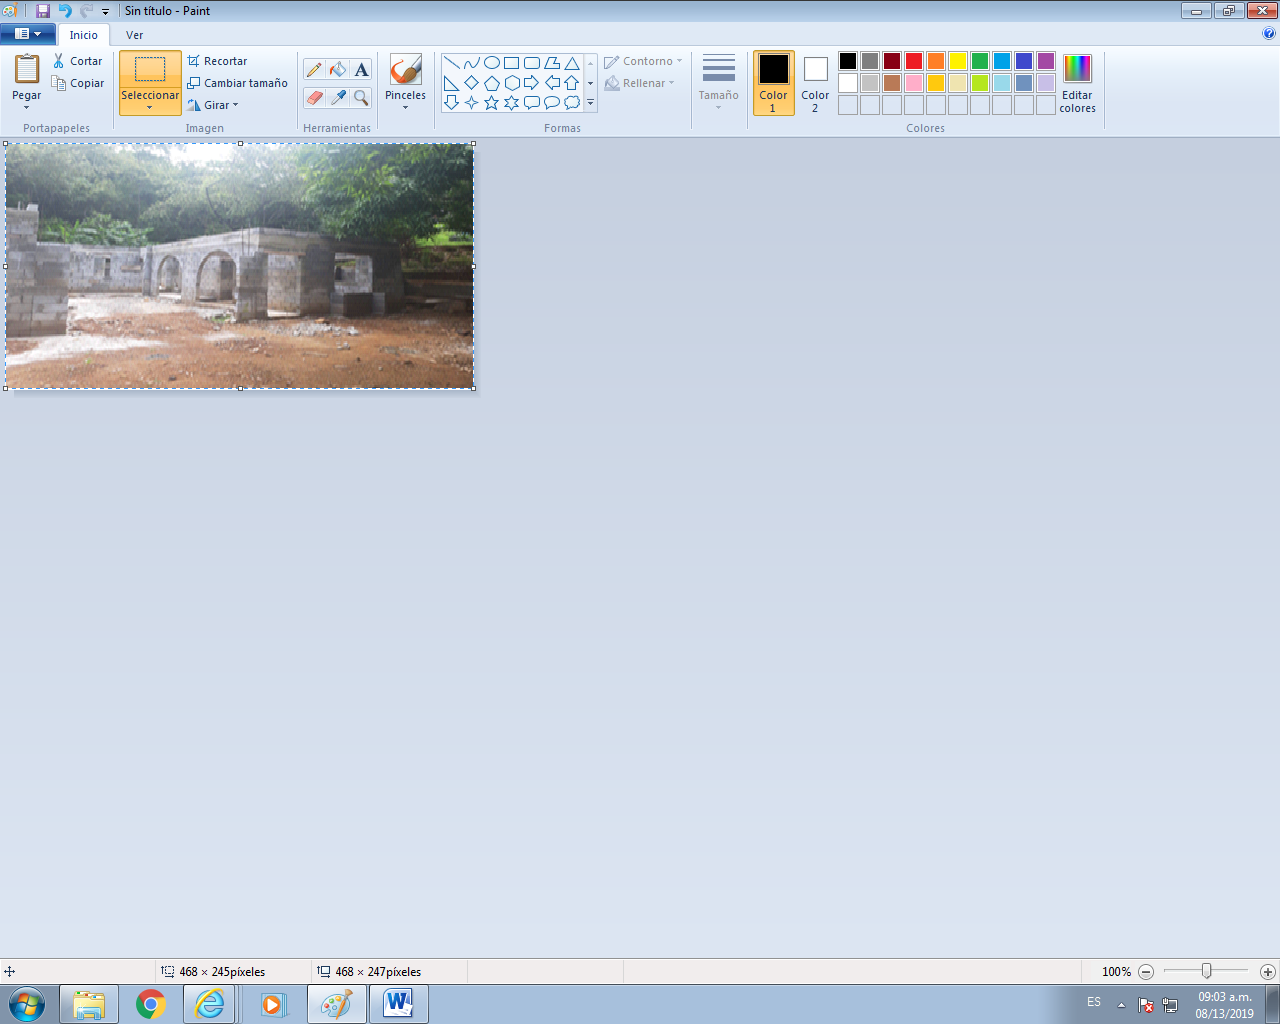 Sin título - Paint
Inicio Ver
Pegar
Cortar
Copiar
Portapapeles
Seleccionar
Recortar
Cambiar tamaño
Girar
Imagen
A
Herramientas
Pinceles
Contorno
Rellenar
Formas
Tamaño
Color 1
Color 2
Editar colores
Colores
468 × 245píxeles
468 × 247píxeles
100%
W
ES
09:03 a.m.
08/13/2019